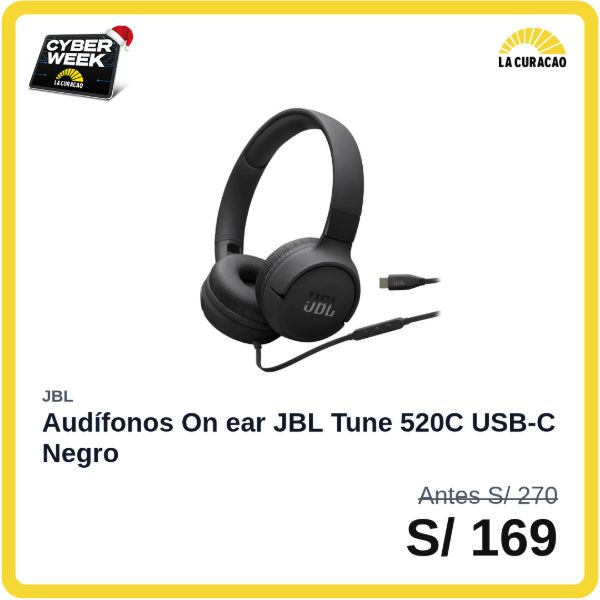 CYBER
WEEK
LA CURACAO
LA CURACAO
JBL
JBL
JBL
Audífonos On ear JBL Tune 520C USB-C
Negro
Antes S/ 270
S/ 169